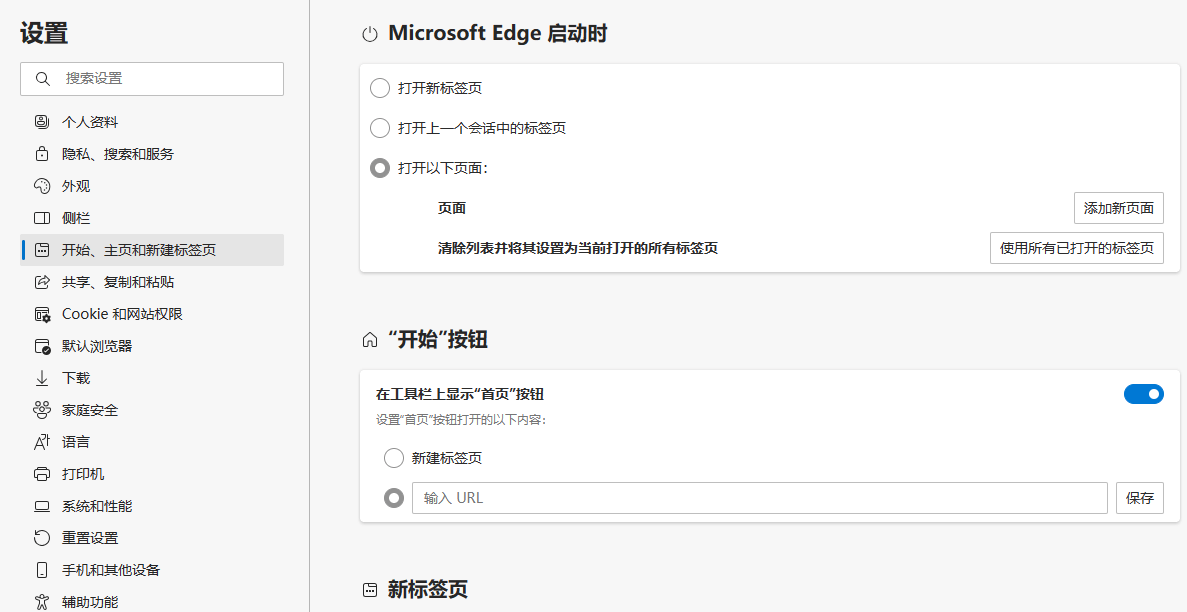 设置
搜索设置
个人资料
隐私、搜索和服务
外观
侧栏
开始、主页和新建标签页
共享、复制和粘贴
Cookie 和网站权限
默认浏览器
下载
家庭安全
语言
打印机
系统和性能
重置设置
手机和其他设备
辅助功能
Microsoft Edge 启动时
打开新标签页
打开上一个会话中的标签页
打开以下页面：
页面
添加新页面
清除列表并将其设置为当前打开的所有标签页
使用所有已打开的标签页
“开始”按钮
在工具栏上显示“首页”按钮
设置“首页”按钮打开的以下内容：
新建标签页
输入 URL
保存
新标签页